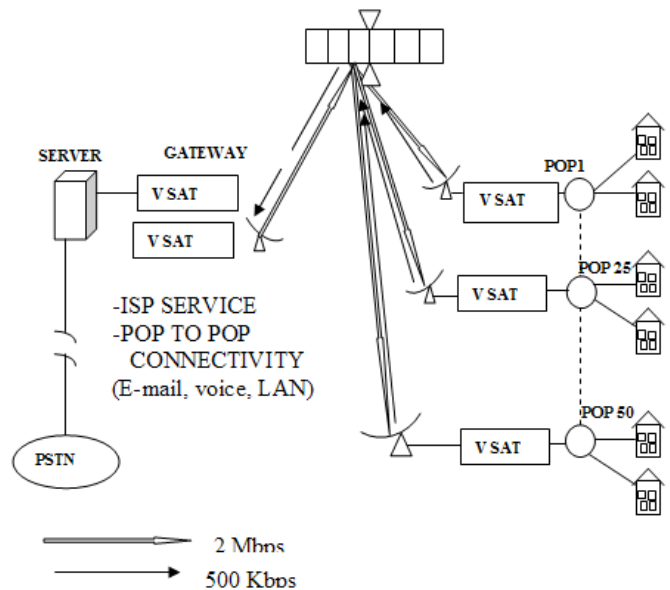 SERVER
GATEWAY
V SAT
V SAT
-ISP SERVICE
-POP TO POP
CONNECTIVITY
(E-mail, voice, LAN)
PSTN
POP1
V SAT
POP 25
V SAT
POP 50
V SAT
2 Mbps
500 Kbps